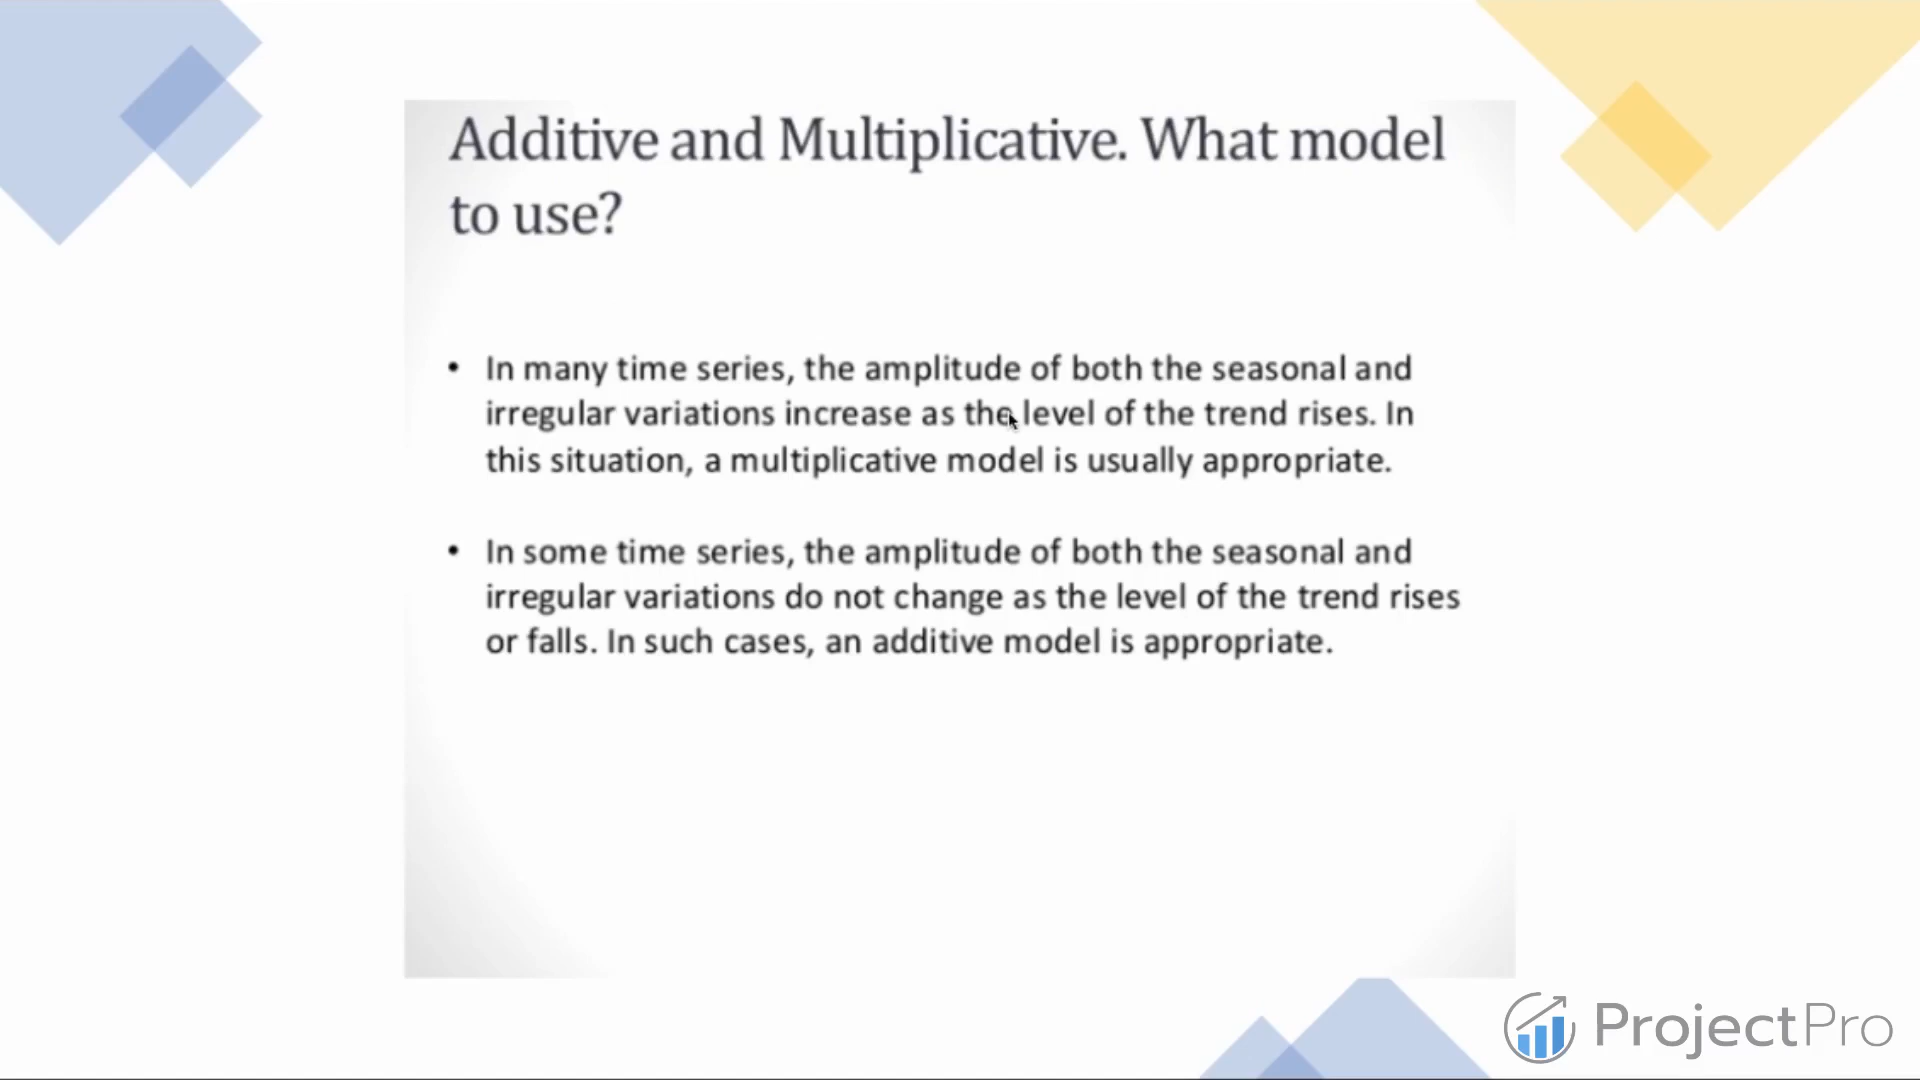 Additive and Multiplicative. What model
to use?
• In many time series, the amplitude of both the seasonal and
irregular variations increase as the level of the trend rises. In
this situation, a multiplicative model is usually appropriate.
• In some time series, the amplitude of both the seasonal and
irregular variations do not change as the level of the trend rises
or falls. In such cases, an additive model is appropriate.
ProjectPro